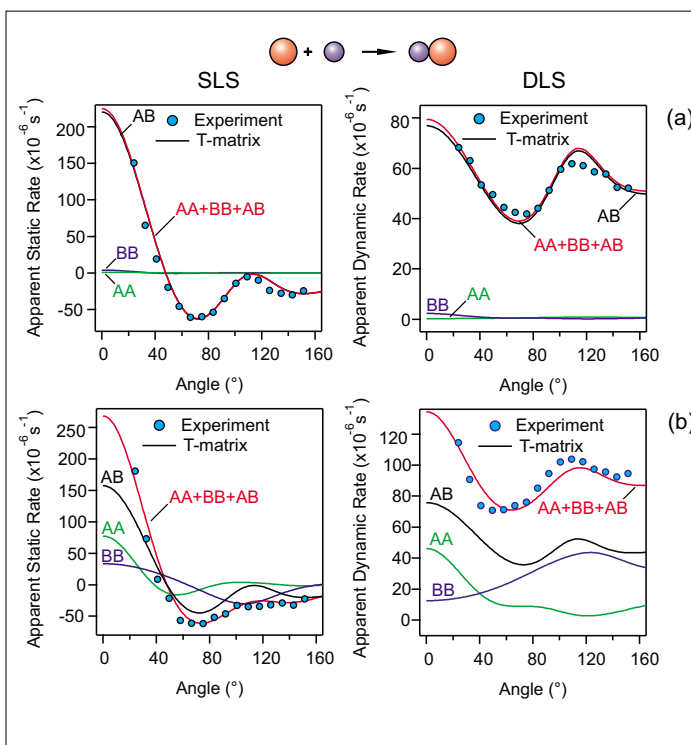 +
SLS DLS
(a)
Apparent Static Rate (x10⁻⁶ s⁻¹)
200
150
100
50
0
-50
AB
Experiment
T-matrix
AA+BB+AB
BB
AA
0 40 80 120 160
Angle (°)
Apparent Dynamic Rate (x10⁻⁶ s⁻¹)
80
60
40
20
0
Experiment
T-matrix
AB
AA+BB+AB
BB
AA
0 40 80 120 160
Angle (°)
(b)
Apparent Static Rate (x10⁻⁶ s⁻¹)
250
200
150
100
50
0
-50
Experiment
T-matrix
AB
AA+BB+AB
AA
BB
0 40 80 120 160
Angle (°)
Apparent Dynamic Rate (x10⁻⁶ s⁻¹)
120
100
80
60
40
20
0
Experiment
T-matrix
AA+BB+AB
AB
AA
BB
0 40 80 120 160
Angle (°)